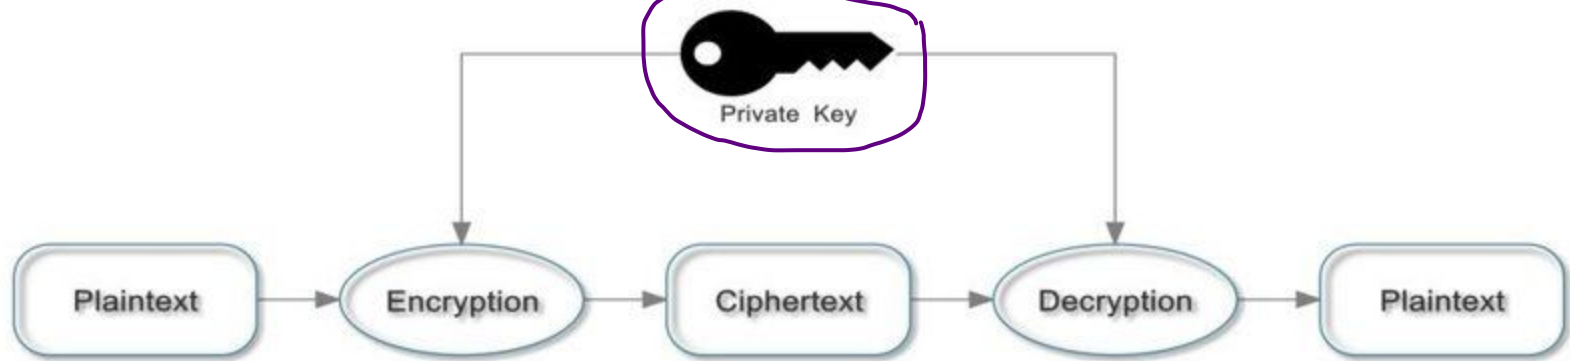 Private Key
Plaintext
Encryption
Ciphertext
Decryption
Plaintext